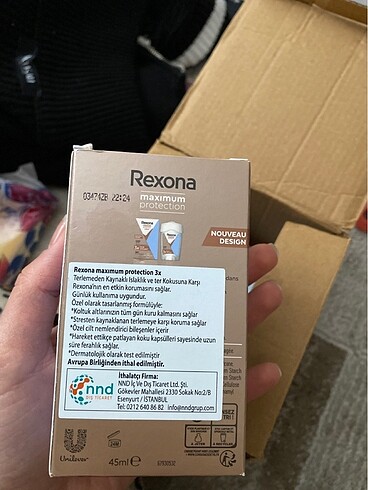 Rexona
034742B 22:24
maximum
protection
NOUVEAU
DESIGN
Rexona maximum protection 3x
Terlemeden Kaynaklı Islaklık ve ter Kokusuna Karşı
Rexona'nın en etkin korumasını sağlar.
Günlük kullanıma uygundur.
Özel olarak tasarlanmış formülüyle:
*Koltuk altlarınızın tüm gün kuru kalmasını sağlar
*Stresten kaynaklanan terlemeye karşı koruma sağlar
*Özel cilt nemlendirici bileşenler içerir
*Hareket ettikçe patlayan koku kapsülleri sayesinde uzun
süre ferahlık sağlar.
*Dermatolojik olarak test edilmiştir
Avrupa Birliğinden ithal edilmiştir.
nnd
DIŞ TİCARET
İthalatçı Firma:
NND İç Ve Dış Ticaret Ltd. Şti.
Gökevler Mahallesi 2330 Sokak No:2/B
Esenyurt / İSTANBUL
Tel: 0212 640 86 82 info@nndgrup.com
dans
Starch
Unilever
45ml e